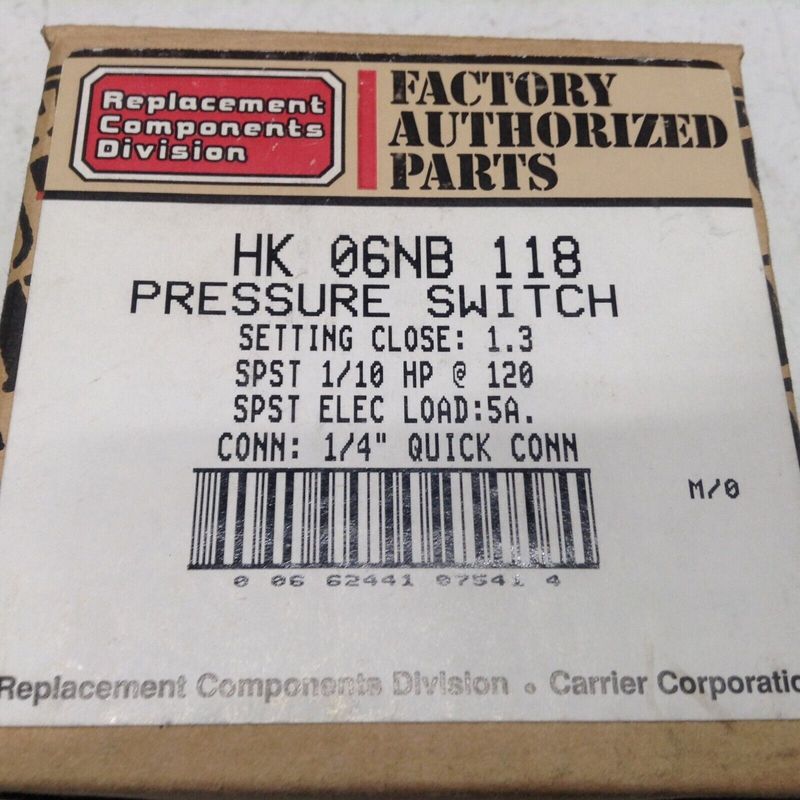 Replacement
Components
Division
FACTORY
AUTHORIZED
PARTS
HK 06NB 118
PRESSURE SWITCH
SETTING CLOSE: 1.3
SPST 1/10 HP @ 120
SPST ELEC LOAD:5A.
CONN: 1/4" QUICK CONN
M/0
0 06 62441 07541 4
Replacement Components Division • Carrier Corporatio